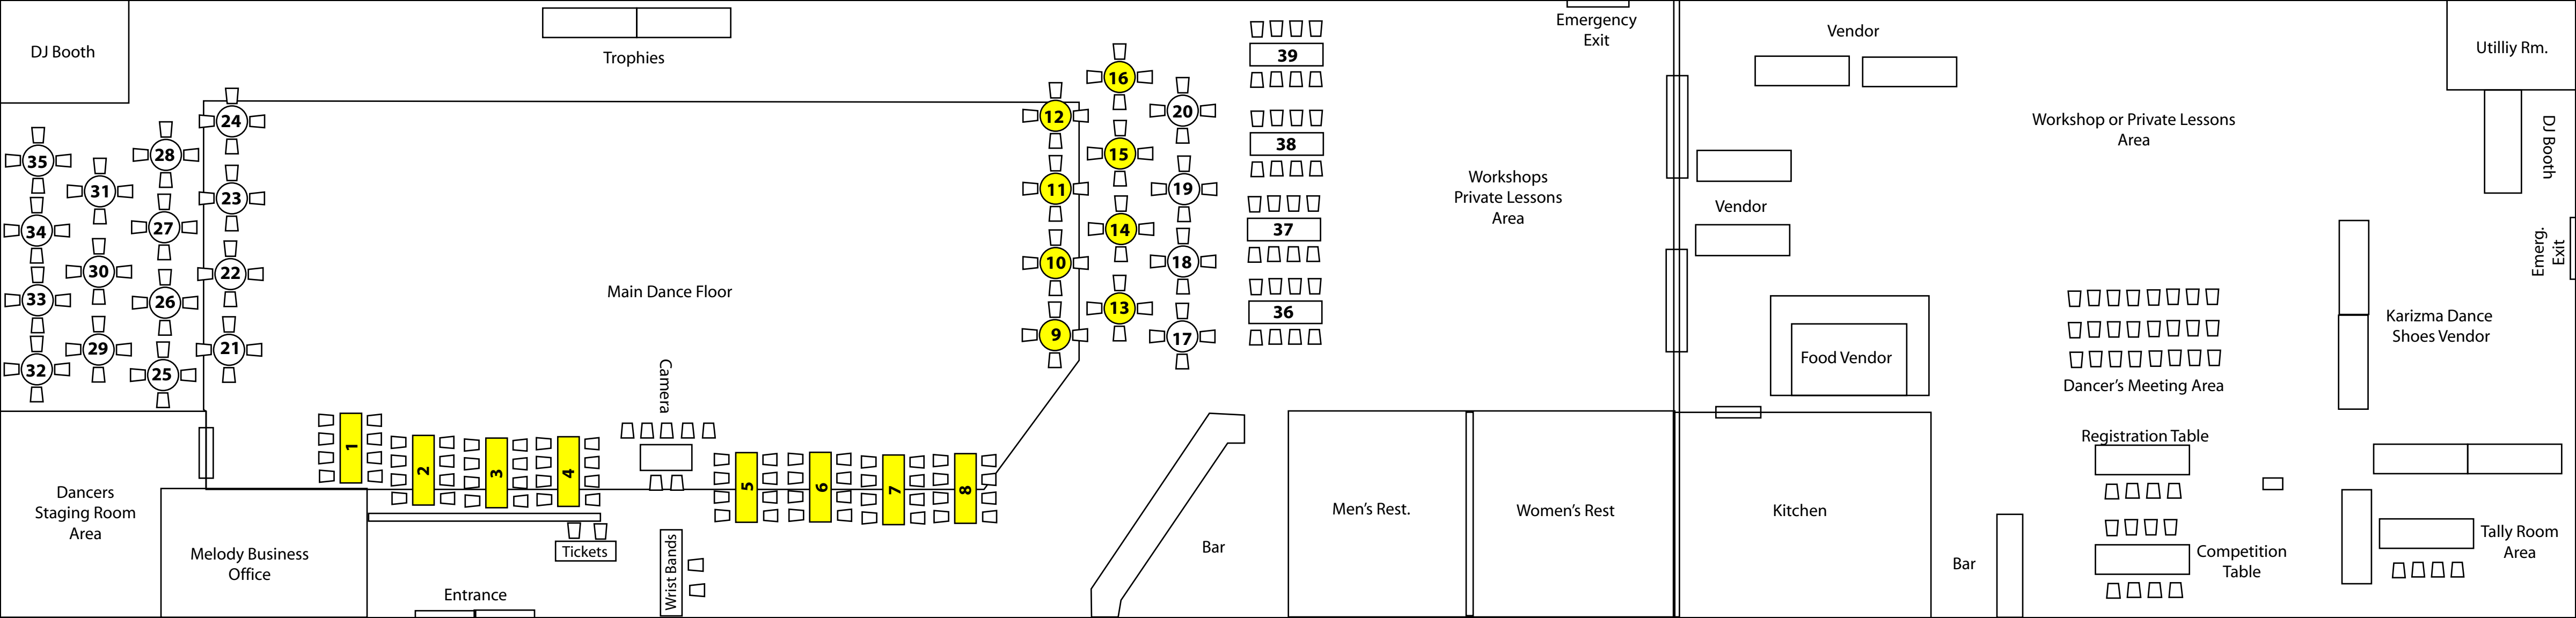 DJ Booth
Trophies
Emergency
Exit
Vendor
Utilliy Rm.
Workshop or Private Lessons
Area
DJ Booth
Emerg.
Exit
Workshops
Private Lessons
Area
Vendor
Food Vendor
Dancer's Meeting Area
Karizma Dance
Shoes Vendor
24
28
35
31
23
27
34
22
30
26
33
21
29
25
32
Main Dance Floor
Camera
12
11
10
9
16
15
14
13
20
19
18
17
39
38
37
36
1
2
3
4
5
6
7
8
Dancers
Staging Room
Area
Melody Business
Office
Entrance
Tickets
Wrist Bands
Bar
Men's Rest.
Women's Rest
Kitchen
Bar
Registration Table
Competition
Table
Tally Room
Area